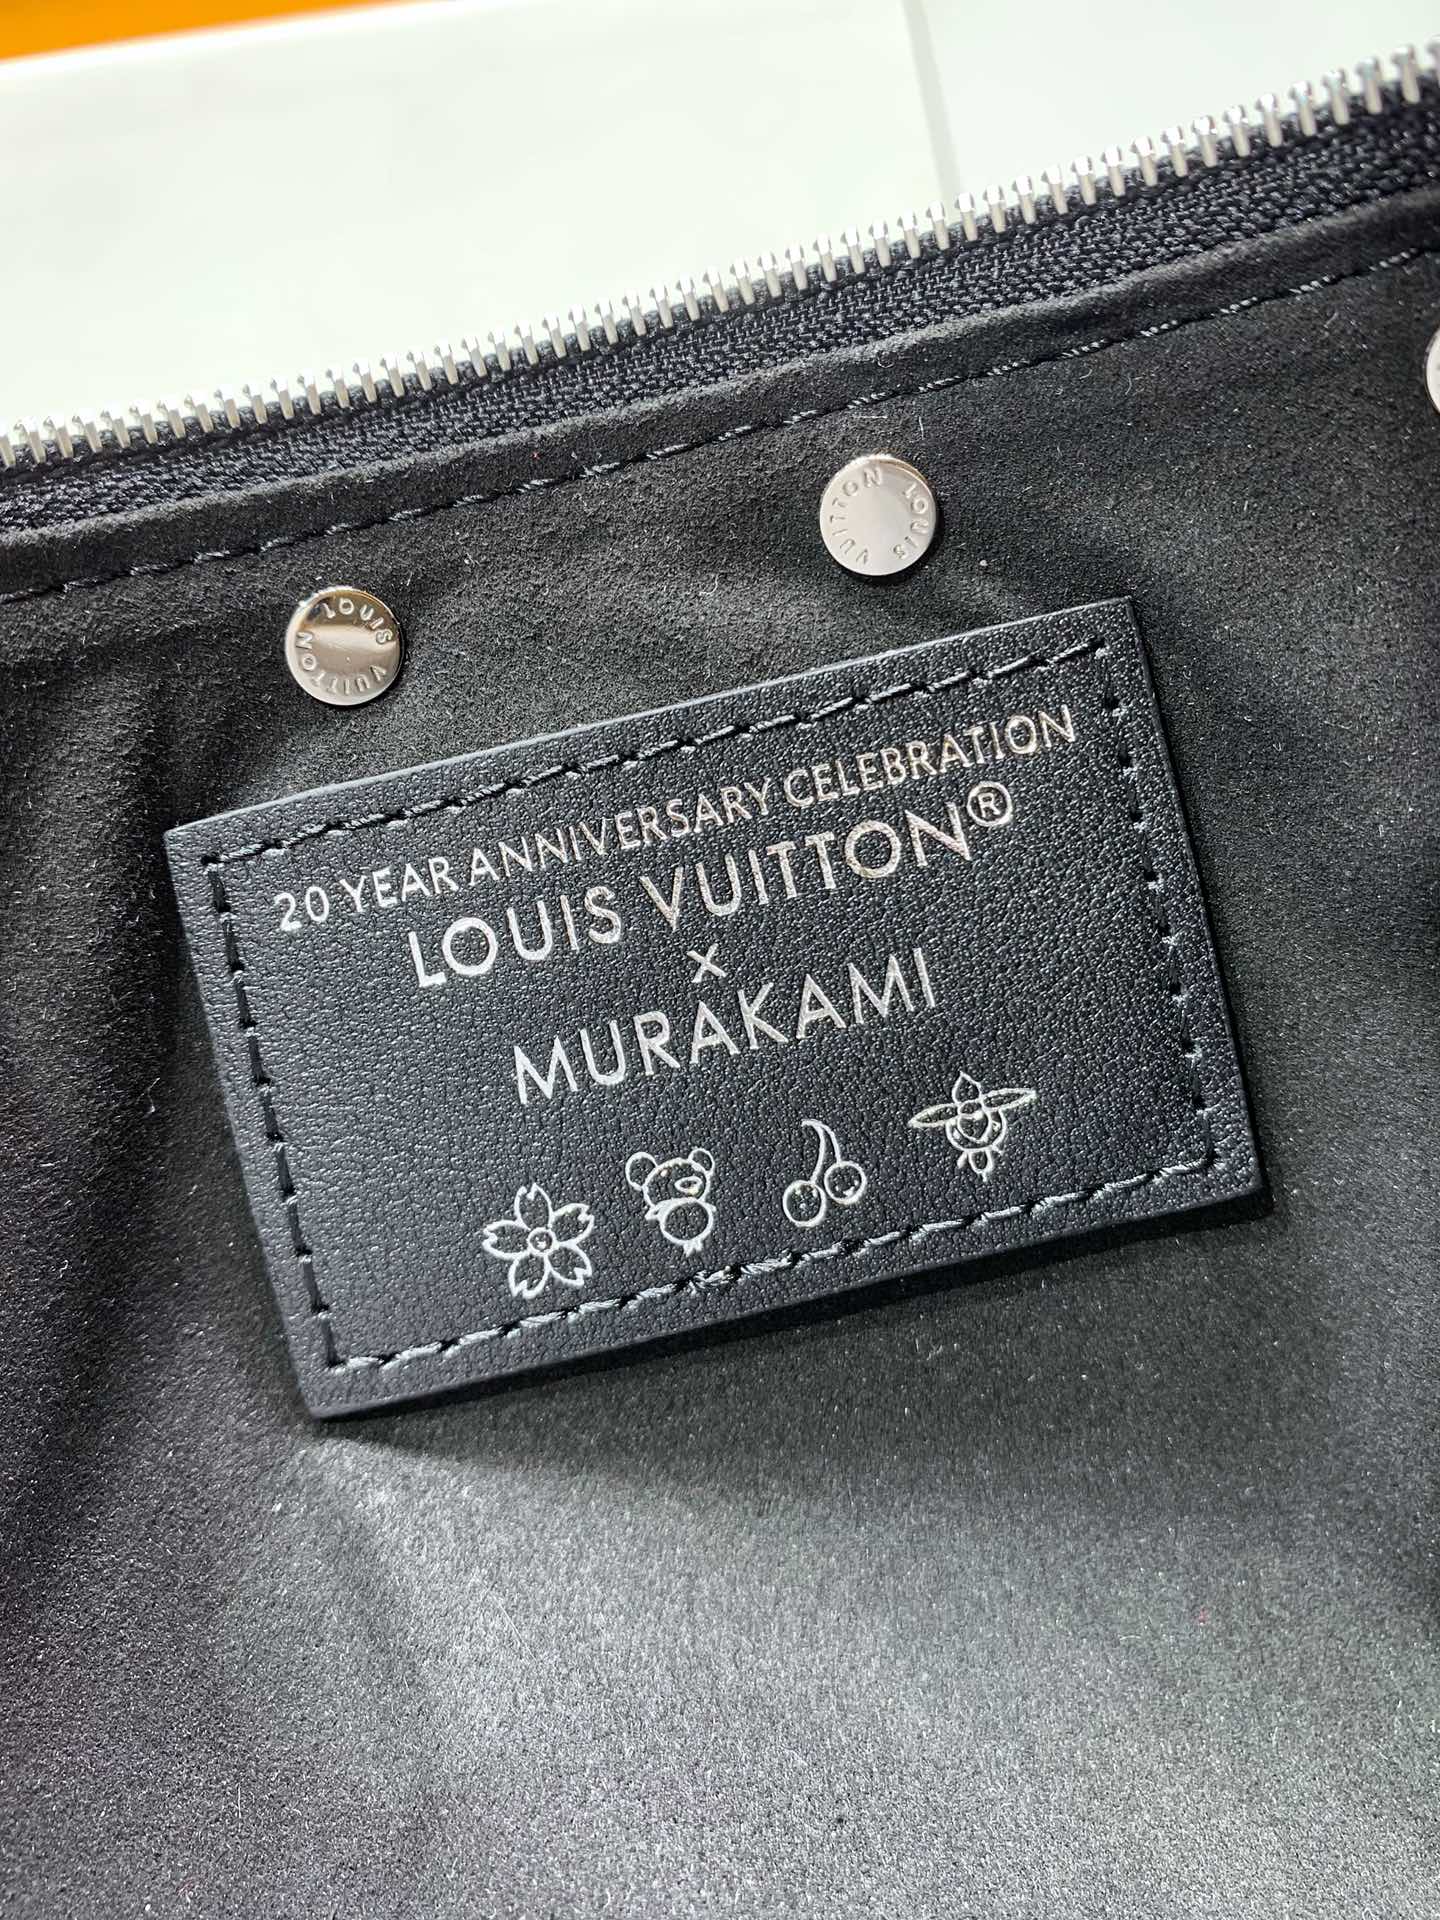 LOUIS VUITTON
LOUIS VUITTON
20 YEAR ANNIVERSARY CELEBRATION
LOUIS VUITTON®
×
MURAKAMI